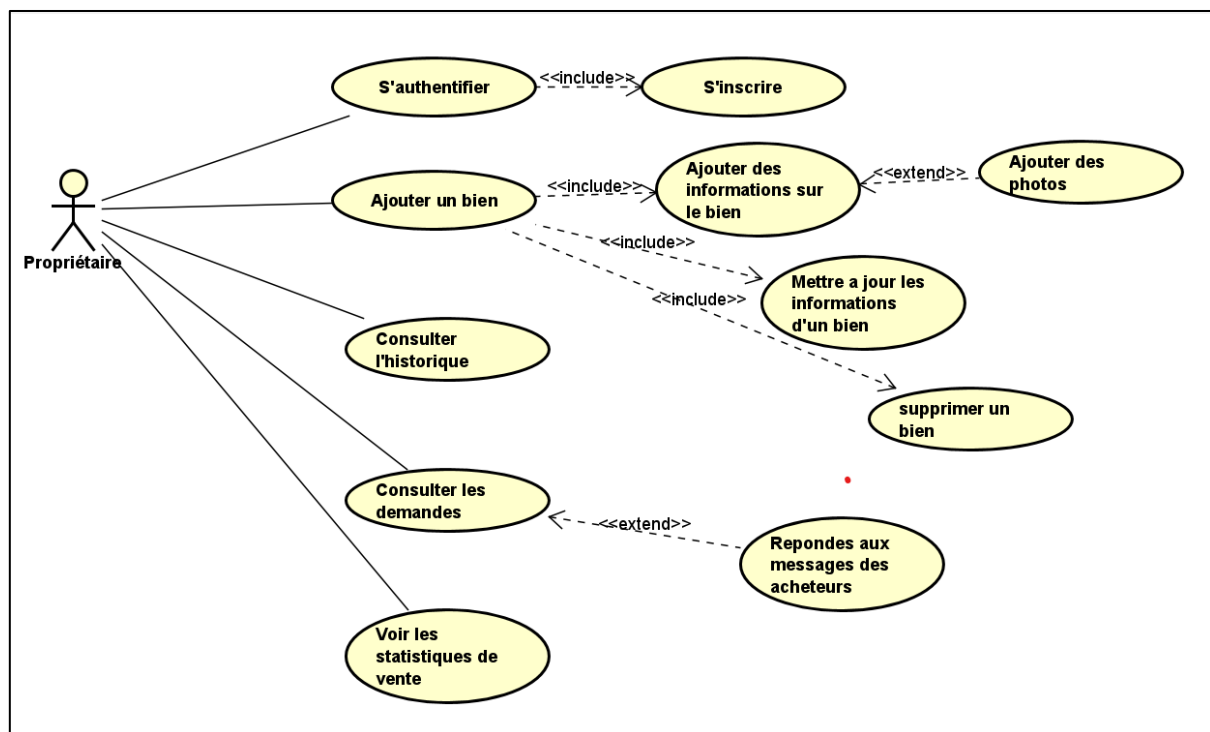 S'authentifier
<<include>>
S'inscrire
Propriétaire
Ajouter un bien
<<include>>
Ajouter des
informations sur
le bien
<<extend>>
Ajouter des
photos
<<include>>
Mettre a jour les
informations
d'un bien
<<include>>
supprimer un
bien
Consulter
l'historique
Consulter les
demandes
<<extend>>
Repondes aux
messages des
acheteurs
Voir les
statistiques de
vente